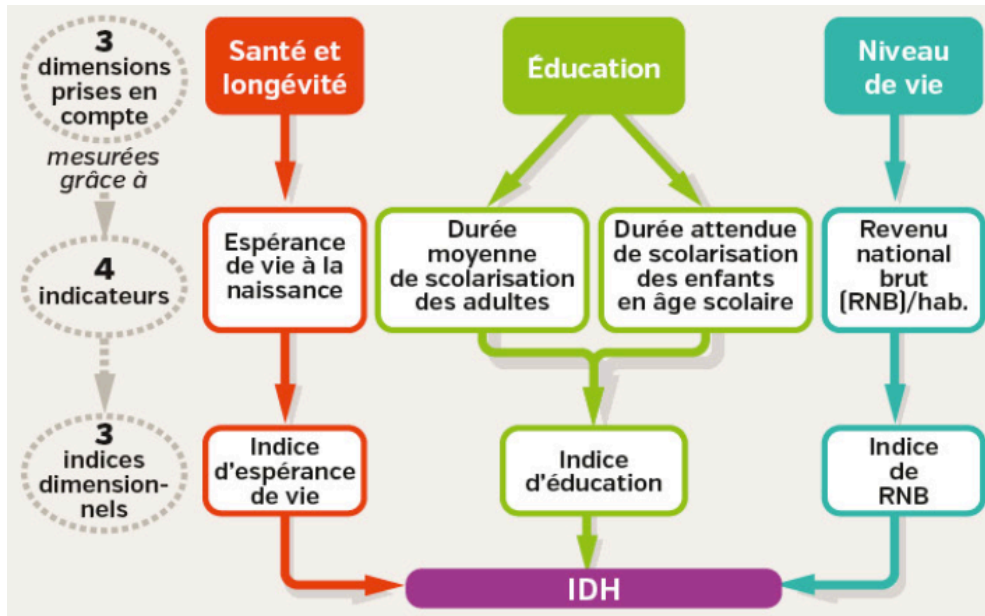 3
dimensions
prises en
compte
mesurées
grâce à
4
indicateurs
3
indices
dimension-
nels
Santé et
longévité
Espérance
de vie à la
naissance
Indice
d'espérance
de vie
Éducation
Durée
moyenne
de scolarisation
des adultes
Durée attendue
de scolarisation
des enfants
en âge scolaire
Indice
d'éducation
Niveau
de vie
Revenu
national
brut
(RNB)/hab.
Indice
de
RNB
IDH